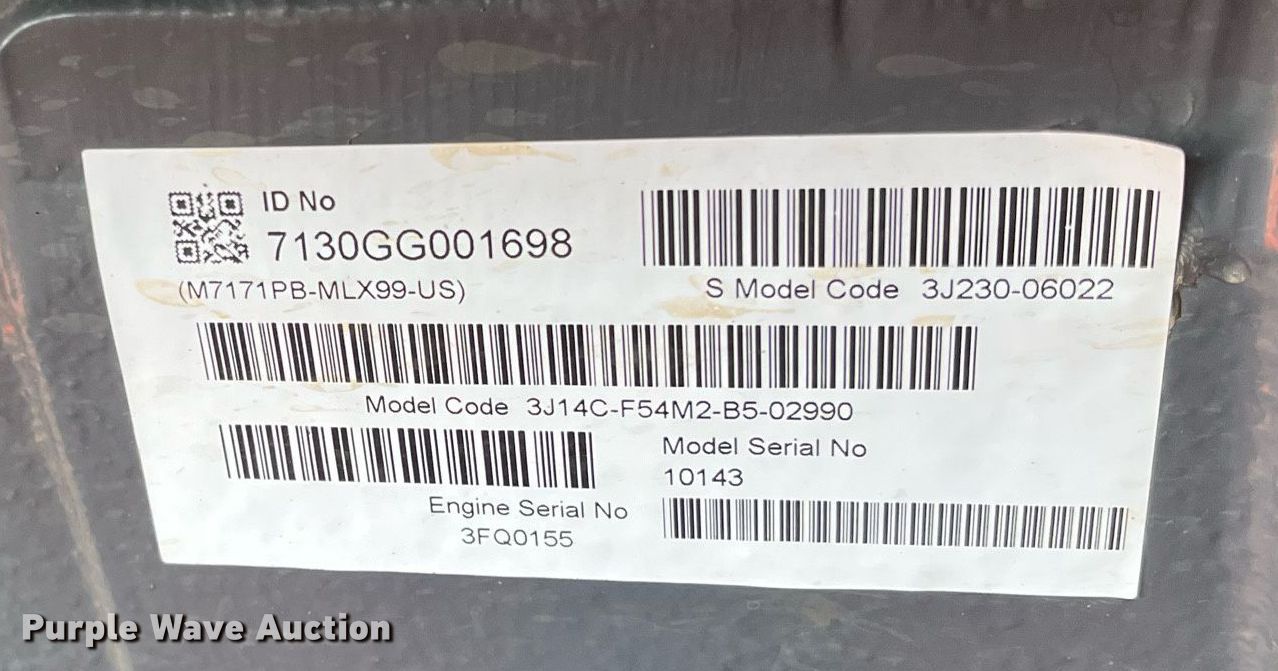 ID No
7130GG001698
(M7171PB-MLX99-US)
S Model Code 3J230-06022
Model Code 3J14C-F54M2-B5-02990
Model Serial No
10143
Engine Serial No
3FQ0155
Purple Wave Auction